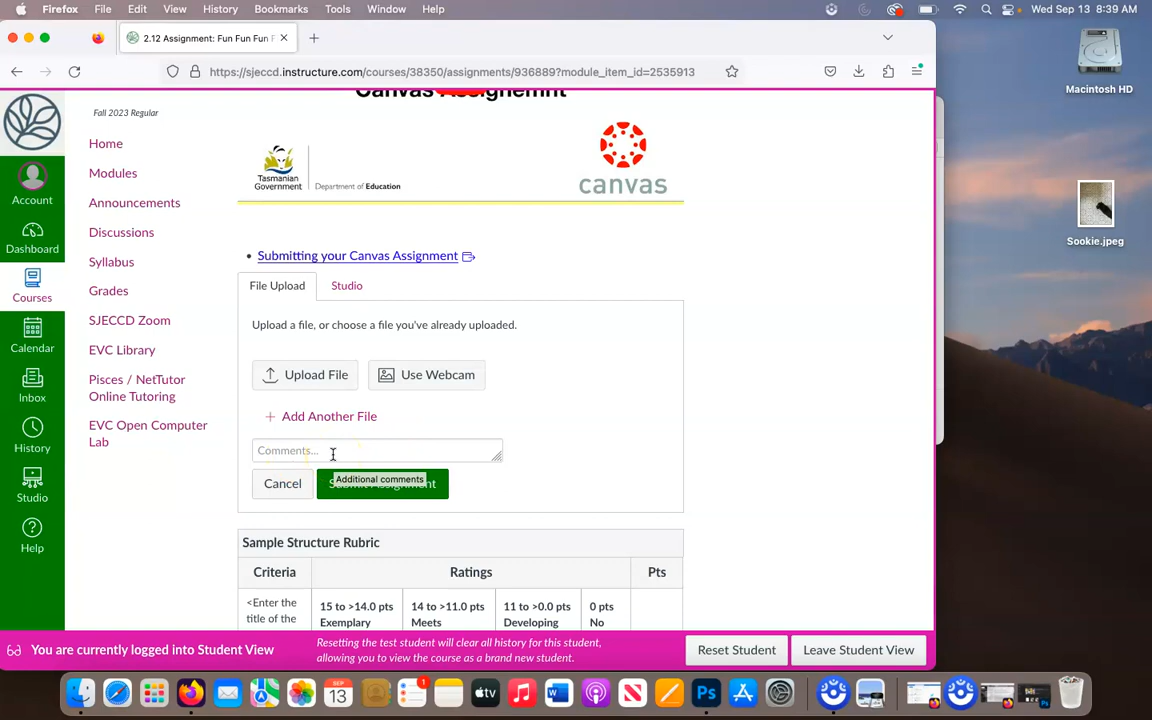 Firefox File Edit View History Bookmarks Tools Window Help Wed Sep 13 8:39 AM
2.12 Assignment: Fun Fun Fun F
https://sjeccd.instructure.com/courses/38350/assignments/936889?module_item_id=2535913
Macintosh HD
Sookie.jpeg
Account
Dashboard
Courses
Calendar
Inbox
History
Studio
Help
Fall 2023 Regular
Home
Modules
Announcements
Discussions
Syllabus
Grades
SJECCD Zoom
EVC Library
Pisces / NetTutor
Online Tutoring
EVC Open Computer
Lab
Canvas Assignemnt
Tasmanian
Government
Department of Education
canvas
Submitting your Canvas Assignment
File Upload Studio
Upload a file, or choose a file you've already uploaded.
Upload File Use Webcam
+ Add Another File
Comments...
Additional comments
Cancel
Sample Structure Rubric
Criteria Ratings Pts
<Enter the
title of the
15 to >14.0 pts
Exemplary
14 to >11.0 pts
Meets
11 to >0.0 pts
Developing
0 pts
No
You are currently logged into Student View
Resetting the test student will clear all history for this student,
allowing you to view the course as a brand new student.
Reset Student Leave Student View
SEP
13
1
tv
W
Ps